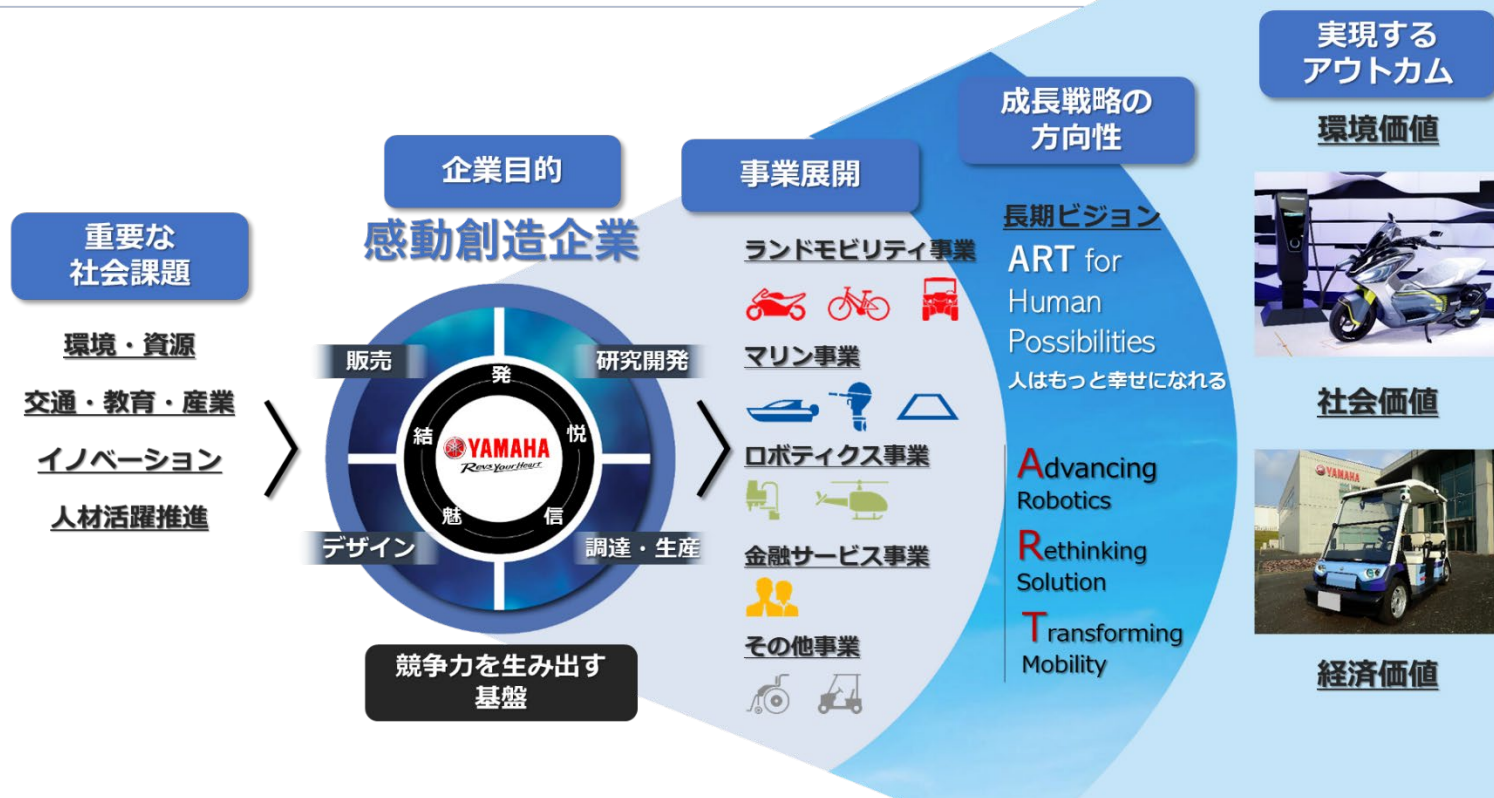 重要な
社会課題
環境・資源
交通・教育・産業
イノベーション
人材活躍推進
企業目的
感動創造企業
販売
研究開発
発
悦
信
魅
結
YAMAHA
Revs Your Heart
デザイン
調達・生産
競争力を生み出す
基盤
事業展開
ランドモビリティ事業
マリン事業
ロボティクス事業
金融サービス事業
その他事業
成長戦略の
方向性
長期ビジョン
ART for
Human
Possibilities
人はもっと幸せになれる
Advancing
Robotics
Rethinking
Solution
Transforming
Mobility
実現する
アウトカム
環境価値
社会価値
YAMAHA
経済価値